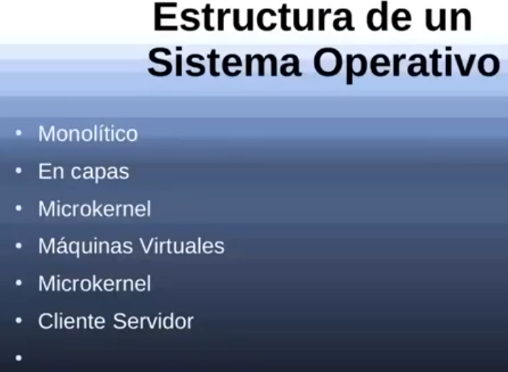 Estructura de un
Sistema Operativo
• Monolítico
• En capas
• Microkernel
• Máquinas Virtuales
• Microkernel
• Cliente Servidor
•